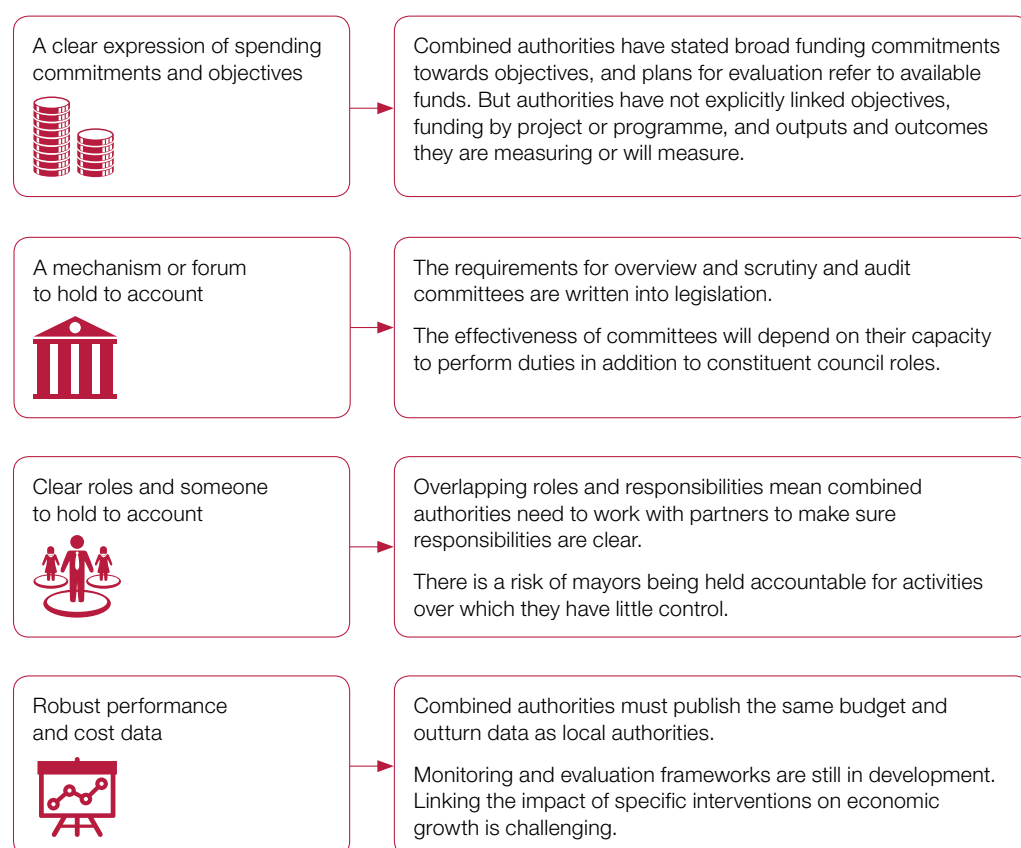 A clear expression of spending
commitments and objectives
Combined authorities have stated broad funding commitments
towards objectives, and plans for evaluation refer to available
funds. But authorities have not explicitly linked objectives,
funding by project or programme, and outputs and outcomes
they are measuring or will measure.
A mechanism or forum
to hold to account
The requirements for overview and scrutiny and audit
committees are written into legislation.
The effectiveness of committees will depend on their capacity
to perform duties in addition to constituent council roles.
Clear roles and someone
to hold to account
Overlapping roles and responsibilities mean combined
authorities need to work with partners to make sure
responsibilities are clear.
There is a risk of mayors being held accountable for activities
over which they have little control.
Robust performance
and cost data
Combined authorities must publish the same budget and
outturn data as local authorities.
Monitoring and evaluation frameworks are still in development.
Linking the impact of specific interventions on economic
growth is challenging.